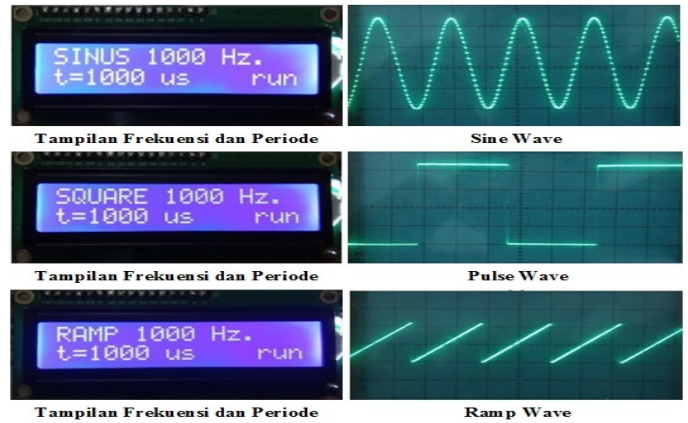 SINUS 1000 Hz.
t=1000 us run
Tampilan Frekuensi dan Periode
Sine Wave
SQUARE 1000 Hz.
t=1000 us run
Tampilan Frekuensi dan Periode
Pulse Wave
RAMP 1000 Hz.
t=1000 us run
Tampilan Frekuensi dan Periode
Ramp Wave